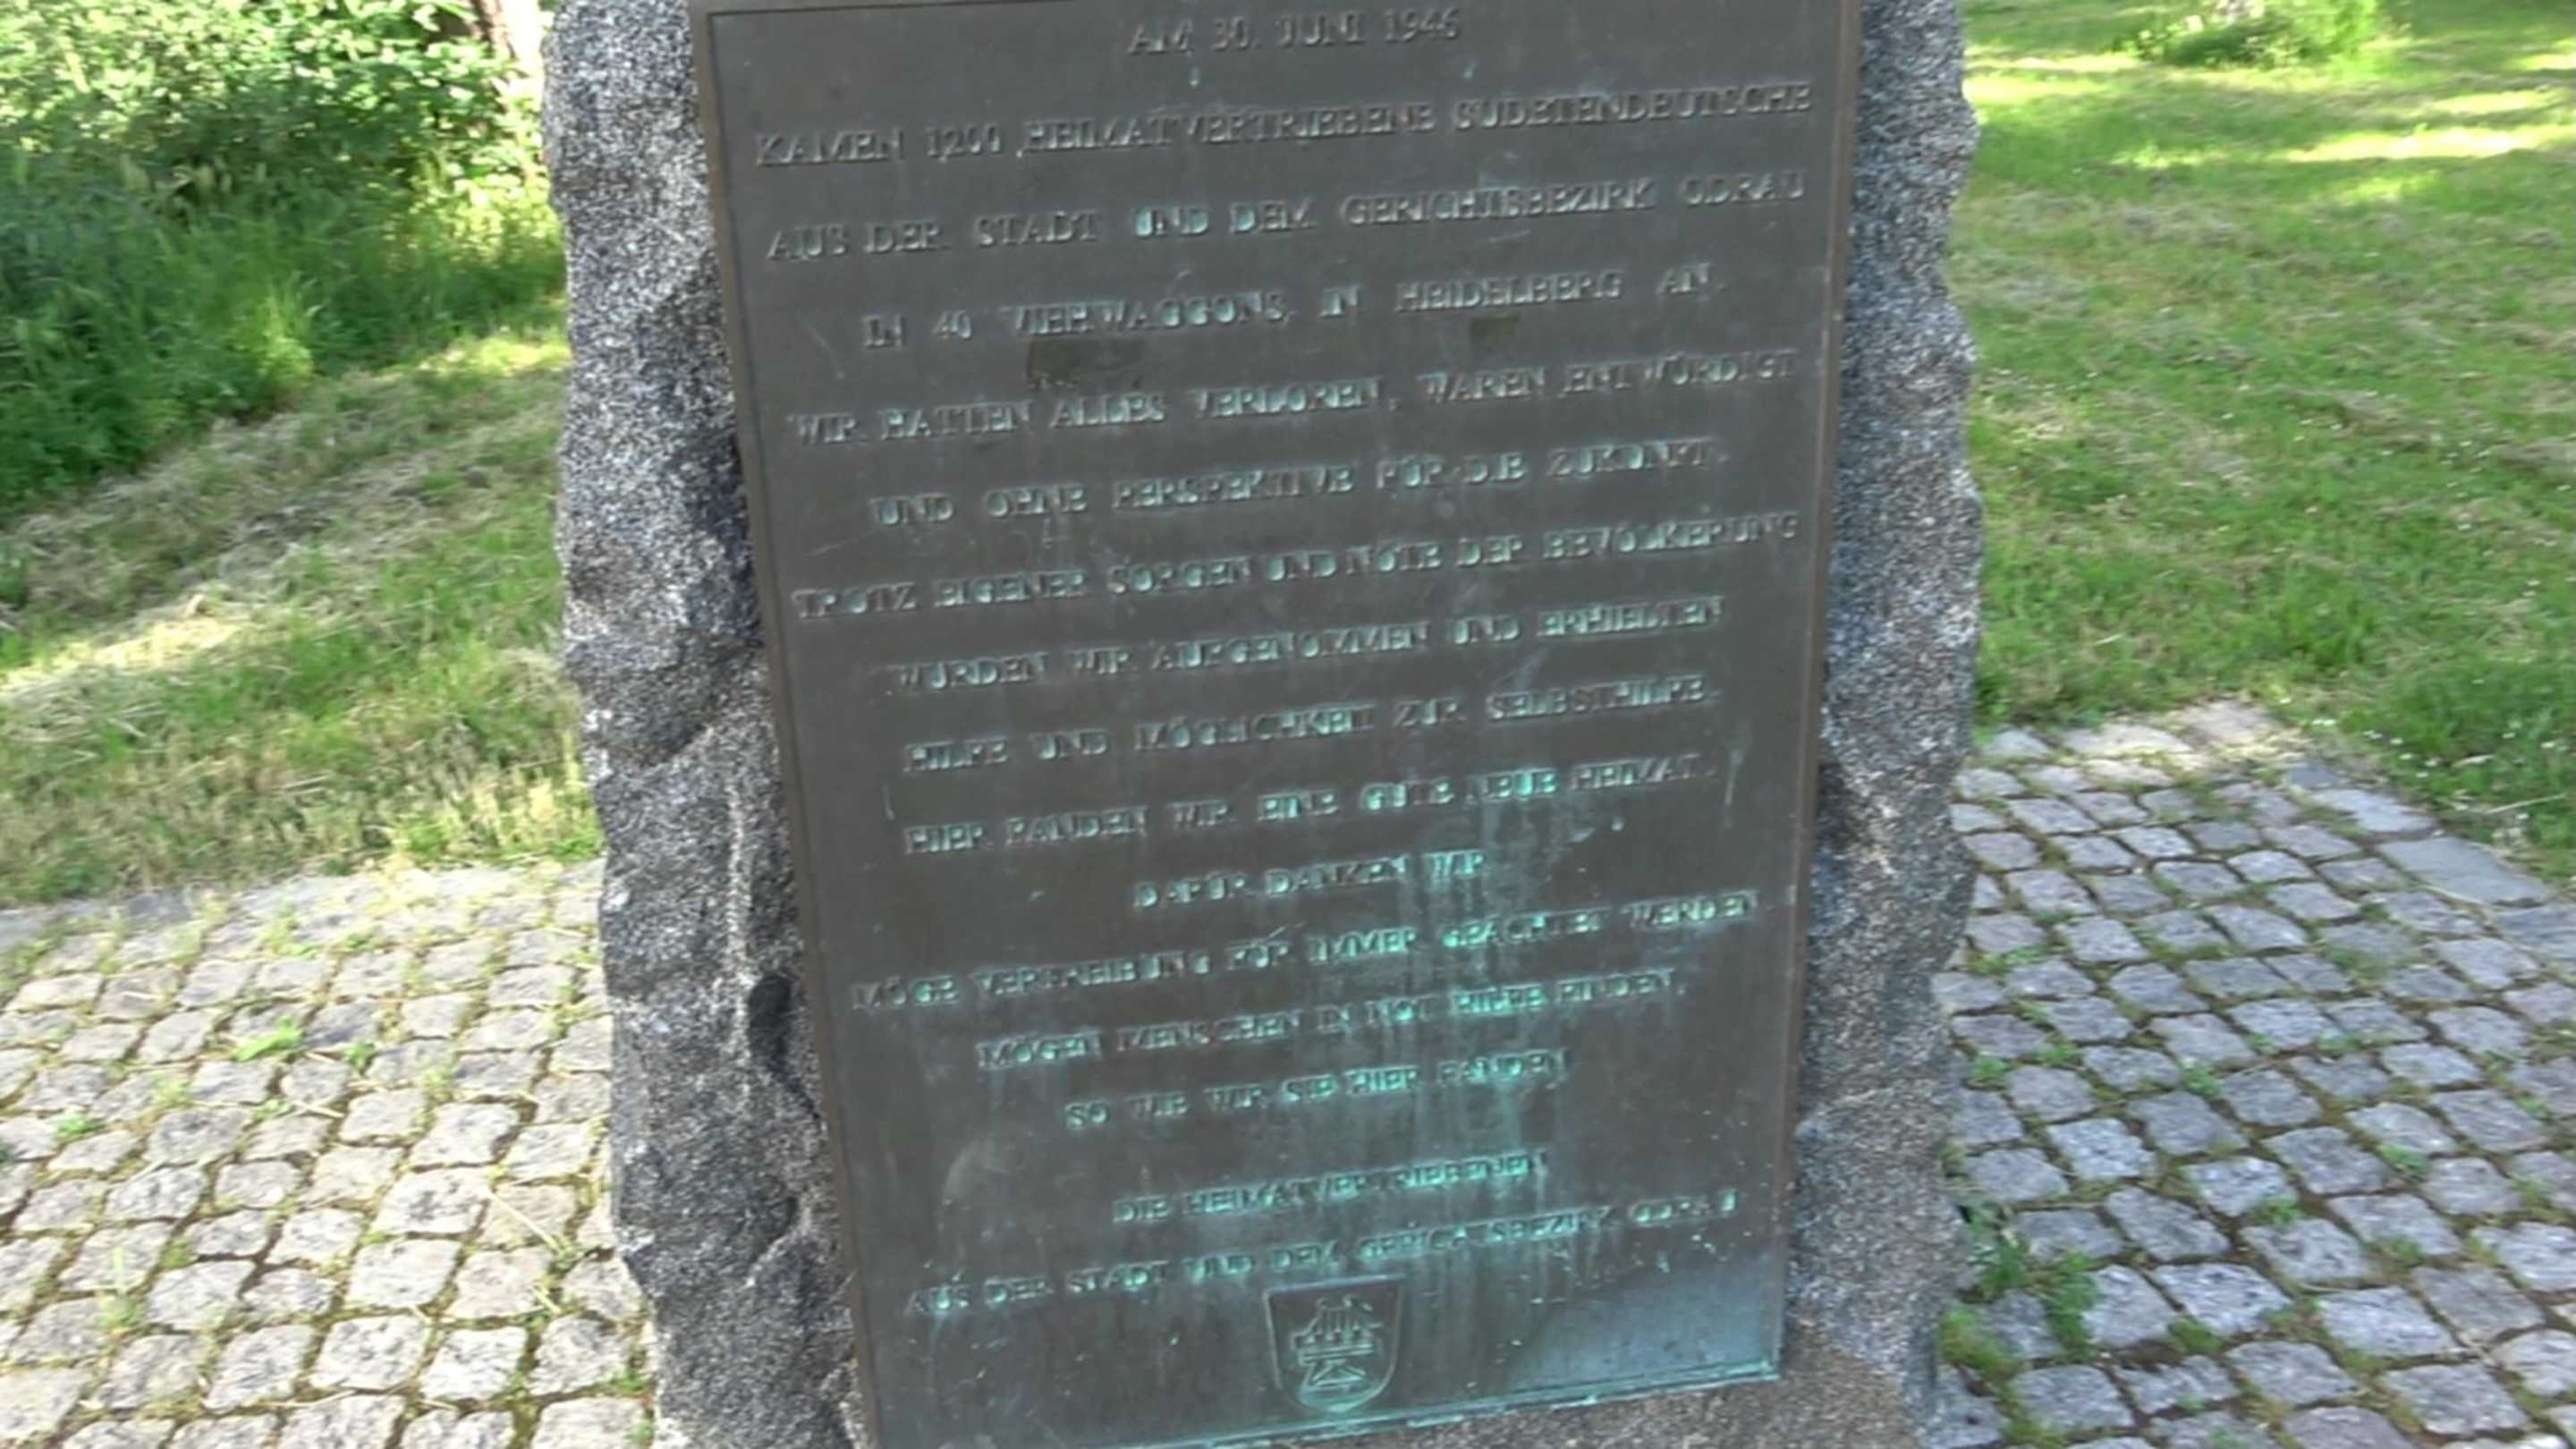 AM 30. JUNI 1946
KAMEN 1200 HEIMATVERTRIEBENE SUDETENDEUTSCHE
AUS DER STADT UND DEM GERICHTSBEZIRK ODRAU
IN 40 VIEHWAGGONS IN HEIDELBERG AN.
WIR HATTEN ALLES VERLOREN, WAREN ENTWÜRDIGT
UND OHNE PERSPEKTIVE FÜR DIE ZUKUNFT.
TROTZ EIGENER SORGEN UND NÖTE DER BEVÖLKERUNG
WURDEN WIR AUFGENOMMEN UND ERHIELTEN
HILFE UND MÖGLICHKEIT ZUR SELBSTHILFE.
HIER FANDEN WIR EINE GUTE NEUE HEIMAT.
DAFÜR DANKEN WIR
MÖGE VERTREIBUNG FÜR IMMER GEÄCHTET WERDEN
MÖGEN MENSCHEN IN NOT HILFE FINDEN,
SO WIE WIR SIE HIER FANDEN
DIE HEIMATVERTRIEBENEN
AUS DER STADT UND DEM GERICHTSBEZIRK ODRAU